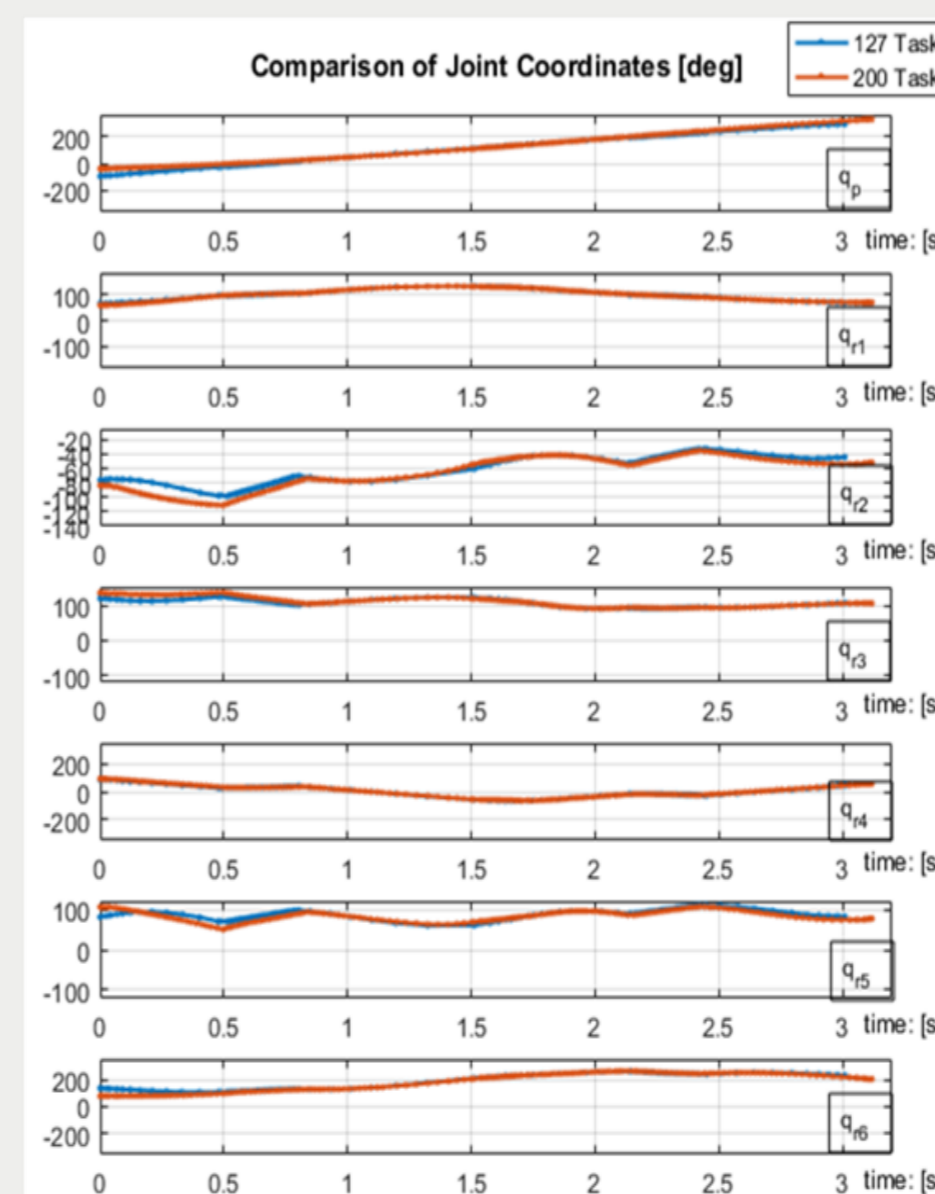 127 Task
200 Task
Comparison of Joint Coordinates [deg]
200
0
-200
q_p
0 0.5 1 1.5 2 2.5 3 time: [s
100
0
-100
q_r1
0 0.5 1 1.5 2 2.5 3 time: [s
-20
-40
-60
-80
-100
-120
-140
q_r2
0 0.5 1 1.5 2 2.5 3 time: [s
100
0
-100
q_r3
0 0.5 1 1.5 2 2.5 3 time: [s
200
0
-200
q_r4
0 0.5 1 1.5 2 2.5 3 time: [s
100
0
-100
q_r5
0 0.5 1 1.5 2 2.5 3 time: [s
200
0
-200
q_r6
0 0.5 1 1.5 2 2.5 3 time: [s